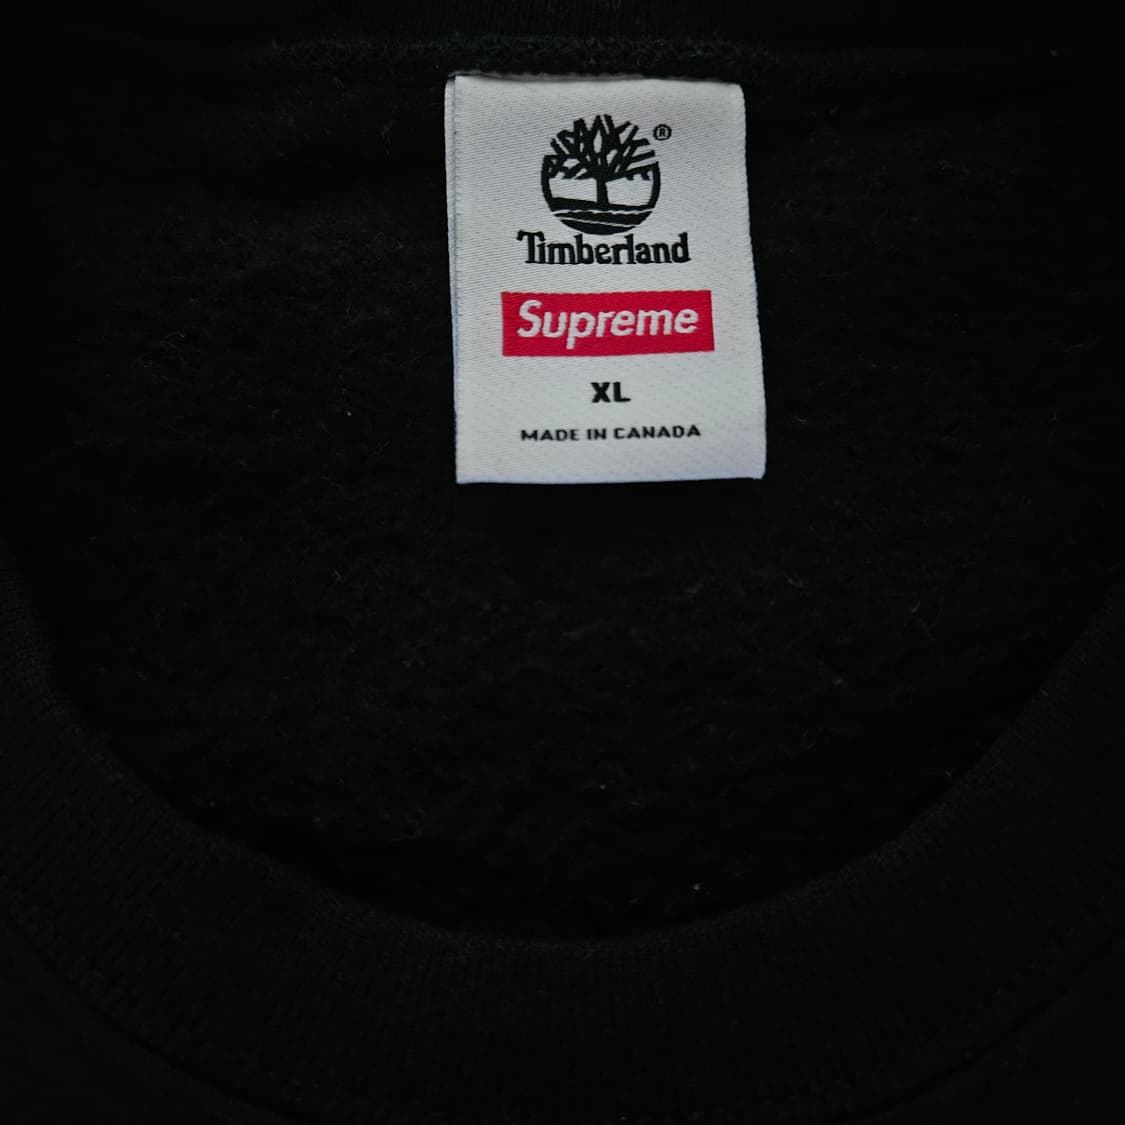 ®
Timberland
Supreme
XL
MADE IN CANADA